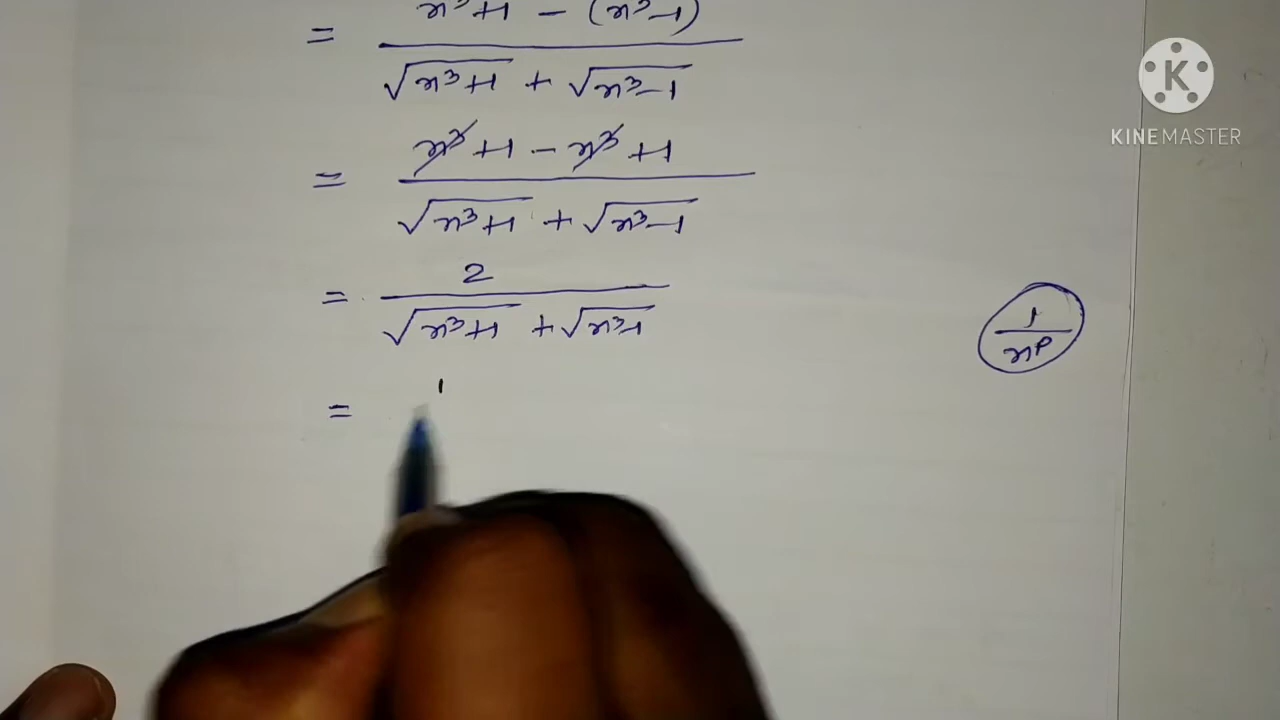 = n³+1 - (n³-1) / √n³+1 + √n³-1
= n³+1 - n³+1 / √n³+1 + √n³-1
= 2 / √n³+1 + √n³-1
1 / nᵖ
=
K
KINEMASTER